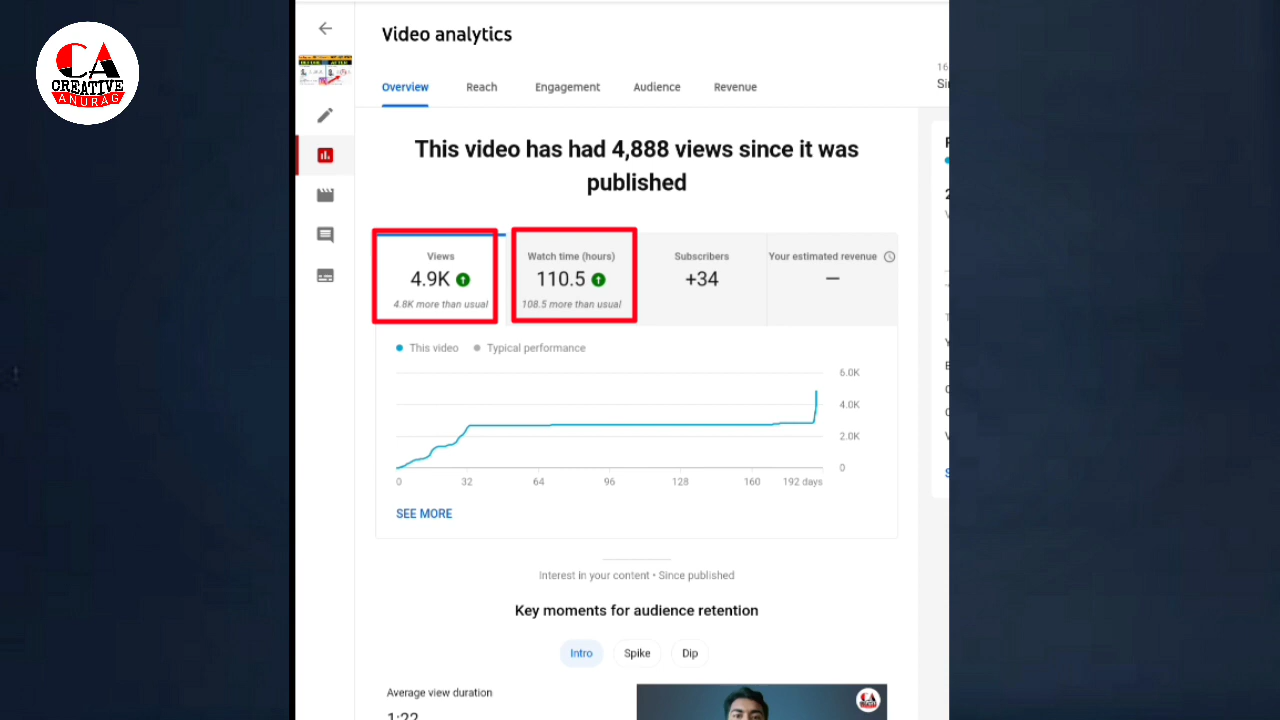 CA
CREATIVE
ANURAG
Video analytics
Overview Reach Engagement Audience Revenue
16
Sin
This video has had 4,888 views since it was
published
Views
4.9K
4.8K more than usual
Watch time (hours)
110.5
108.5 more than usual
Subscribers
+34
Your estimated revenue
—
This video Typical performance
6.0K
4.0K
2.0K
0
0 32 64 96 128 160 192 days
SEE MORE
Interest in your content • Since published
Key moments for audience retention
Intro Spike Dip
Average view duration
1:22